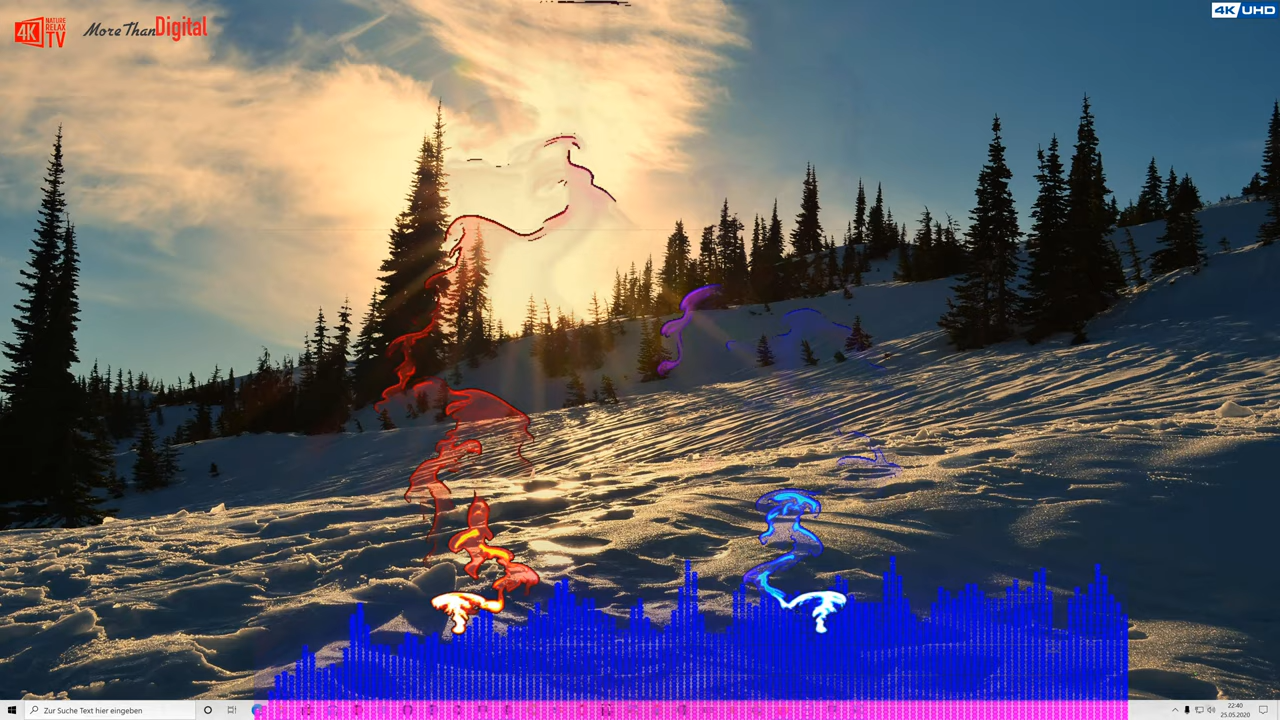 4K NATURE
RELAX
TV
More Than Digital
4K UHD
Zur Suche Text hier eingeben
22:40
25.05.2020